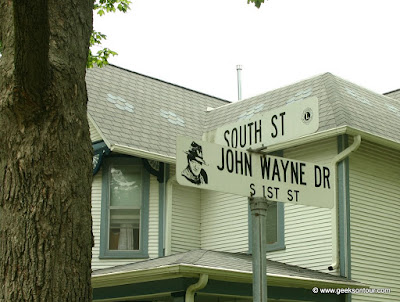 SOUTH ST
JOHN WAYNE DR
S 1ST ST
© www.geeksontour.com